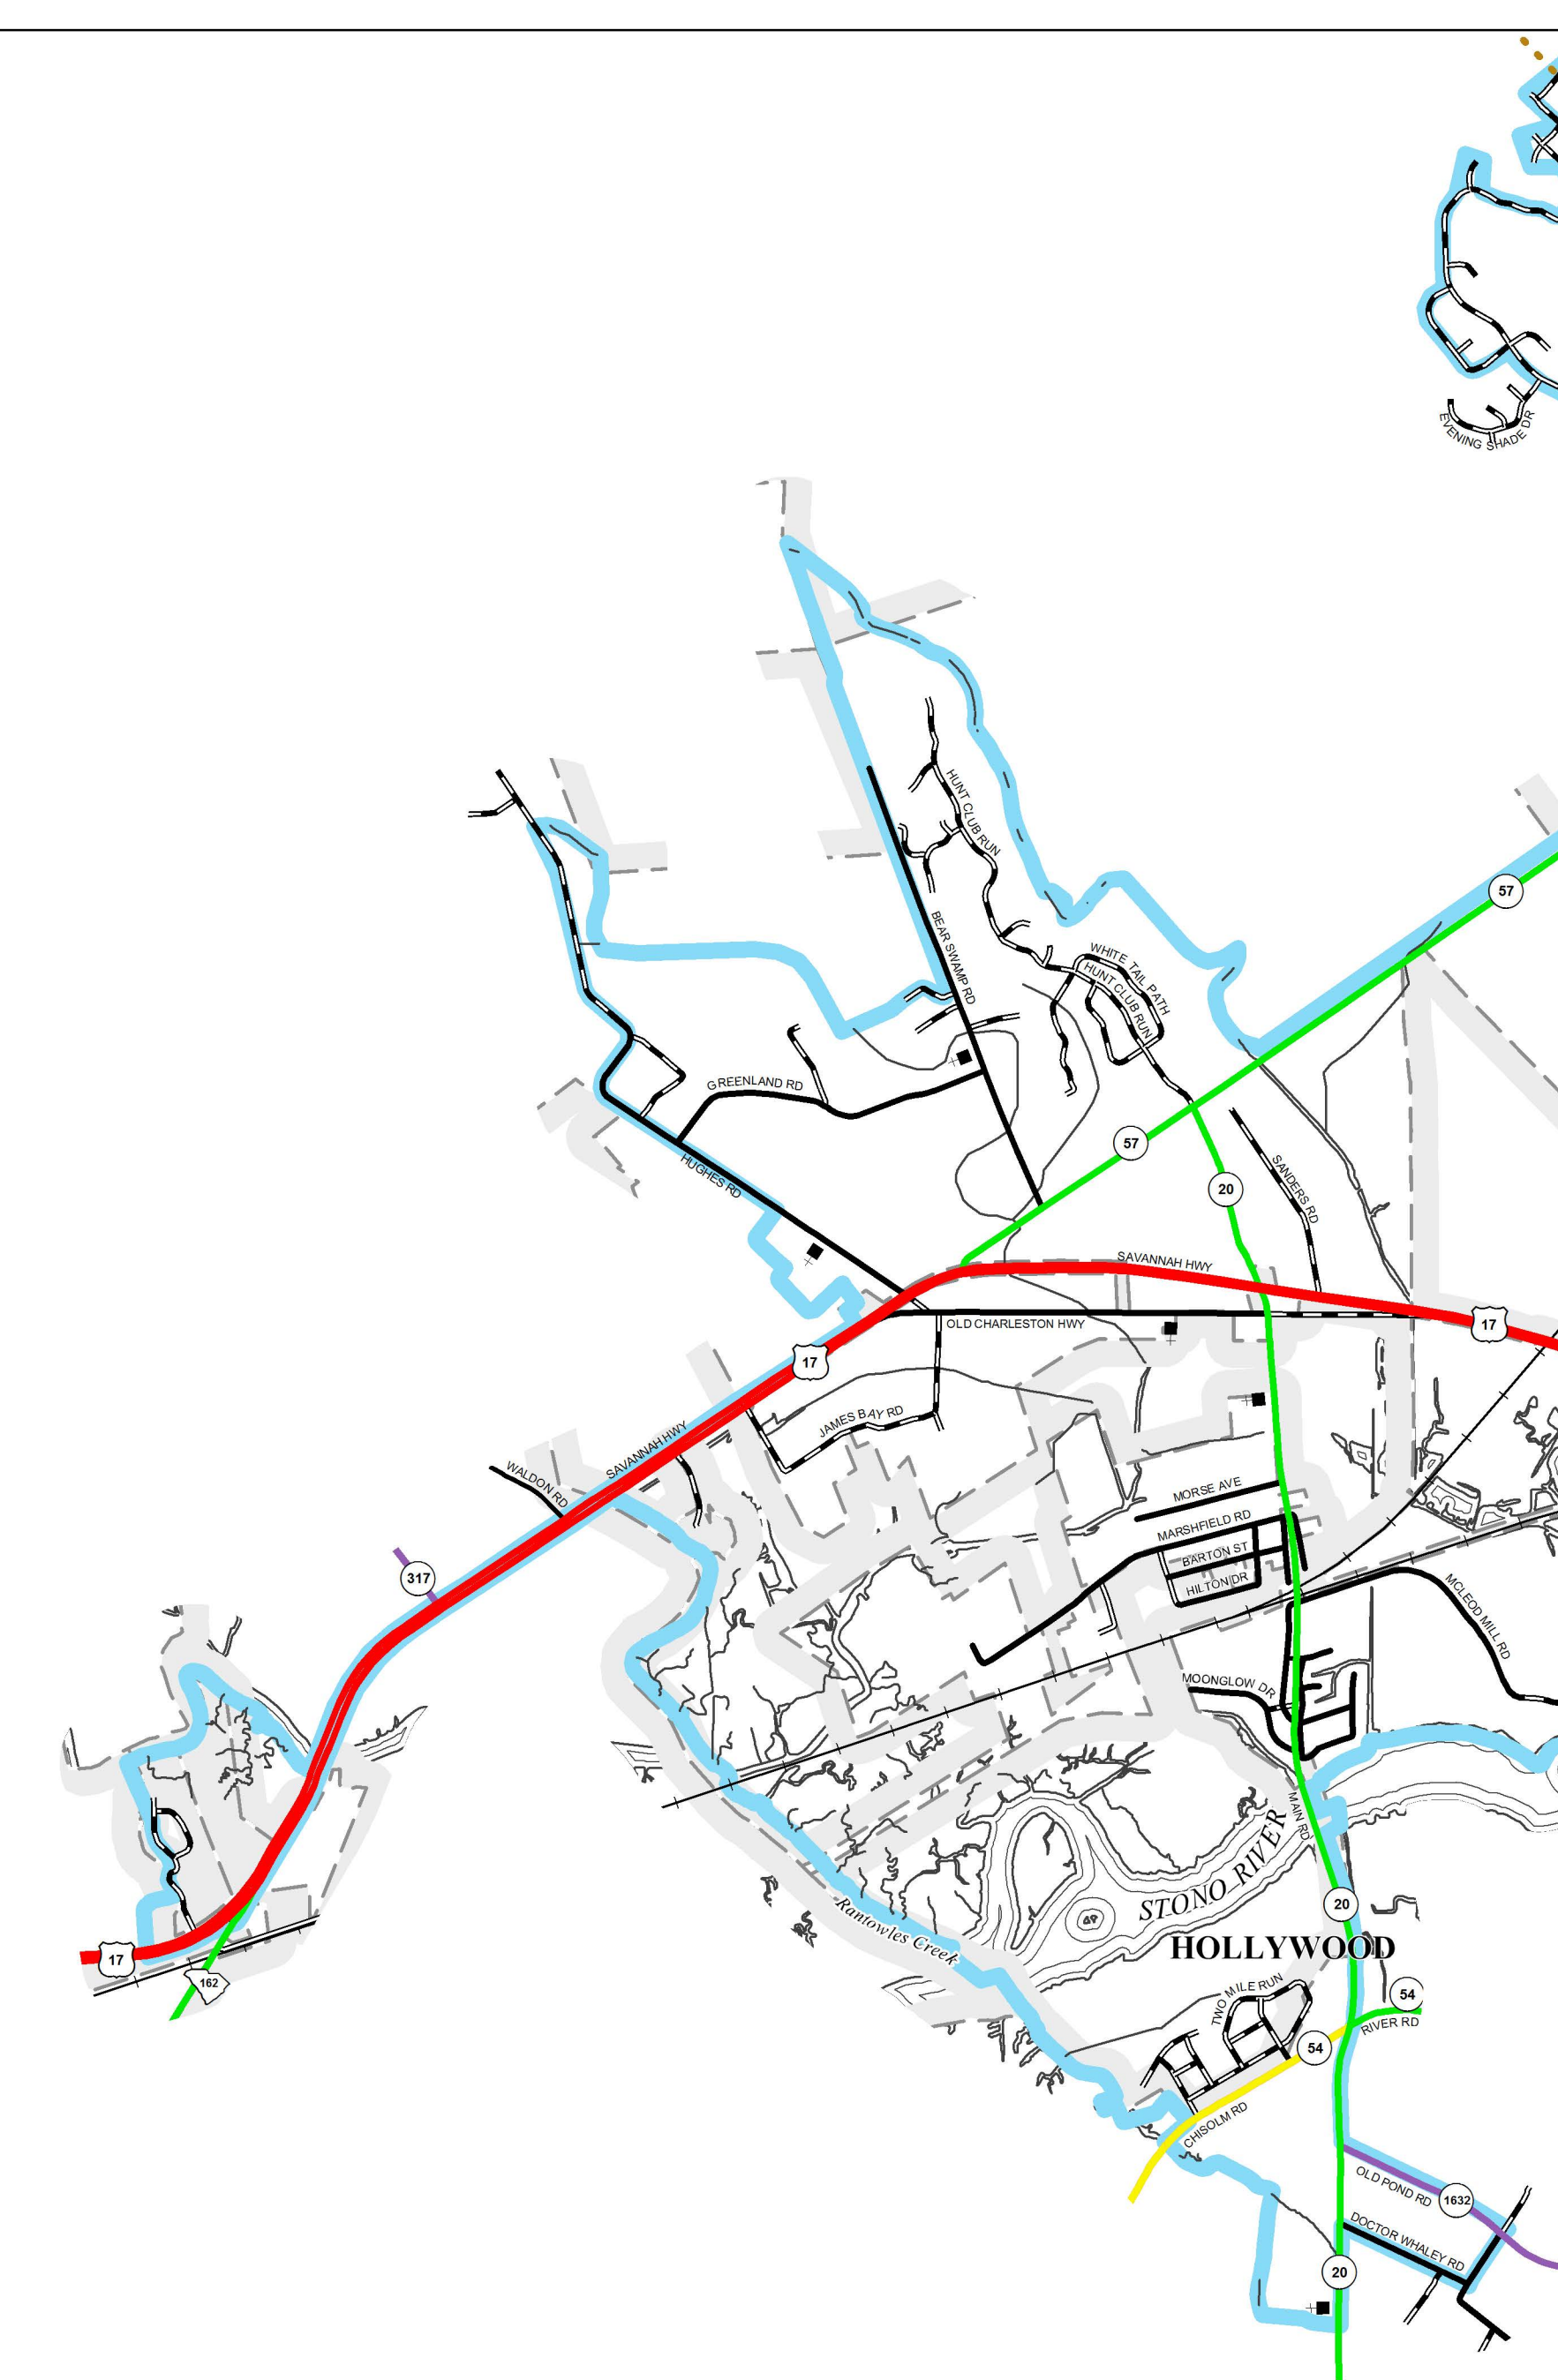 EVENING SHADE DR
HUNT CLUB RUN
57
BEAR SWAMP RD
WHITE TAIL PATH
HUNT CLUB RUN
GREENLAND RD
57
HUGHES RD
20
SANDERS RD
SAVANNAH HWY
OLD CHARLESTON HWY
17
17
JAMES BAY RD
SAVANNAH HWY
WALDON RD
MORSE AVE
MARSHFIELD RD
BARTON ST
HILTON DR
317
MCLEOD MILL RD
MOONGLOW DR
MAIN RD
STONO RIVER
Rantowles Creek
20
HOLLYWOOD
17
162
TWO MILE RUN
54
RIVER RD
54
CHISOLM RD
OLD POND RD
1632
DOCTOR WHALEY RD
20